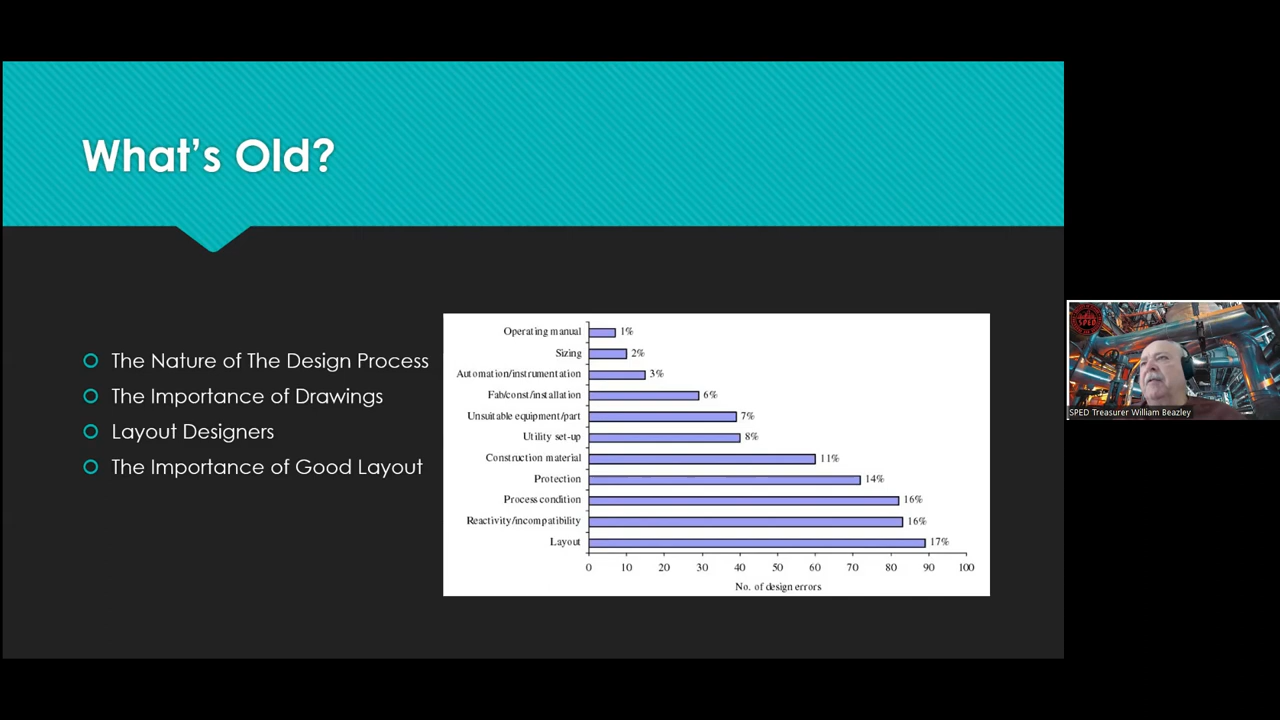 What's Old?
The Nature of The Design Process
The Importance of Drawings
Layout Designers
The Importance of Good Layout
Operating manual 1%
Sizing 2%
Automation/instrumentation 3%
Fab/const/installation 6%
Unsuitable equipment/part 7%
Utility set-up 8%
Construction material 11%
Protection 14%
Process condition 16%
Reactivity/incompatibility 16%
Layout 17%
0 10 20 30 40 50 60 70 80 90 100
No. of design errors
SPED
SPED Treasurer William Beazley